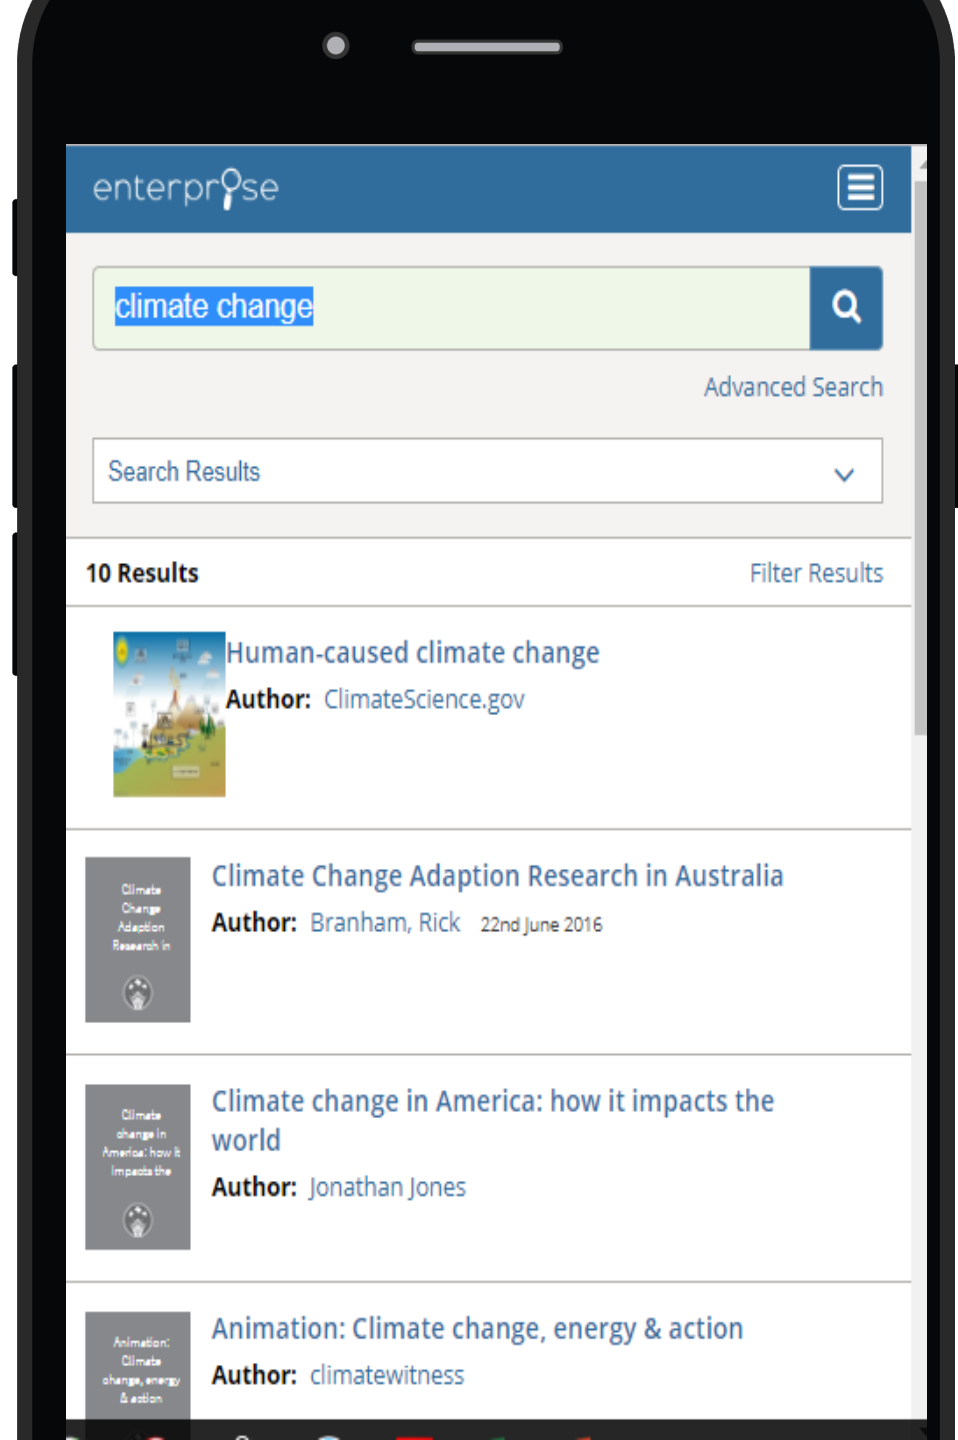 enterprise
climate change
Advanced Search
Search Results
10 Results
Filter Results
Human-caused climate change
Author: ClimateScience.gov
Climate
Change
Adaption
Research in
Climate Change Adaption Research in Australia
Author: Branham, Rick 22nd June 2016
Climate
change in
America: how it
impacts the
Climate change in America: how it impacts the
world
Author: Jonathan Jones
Animation:
Climate
change, energy
& action
Animation: Climate change, energy & action
Author: climatewitness